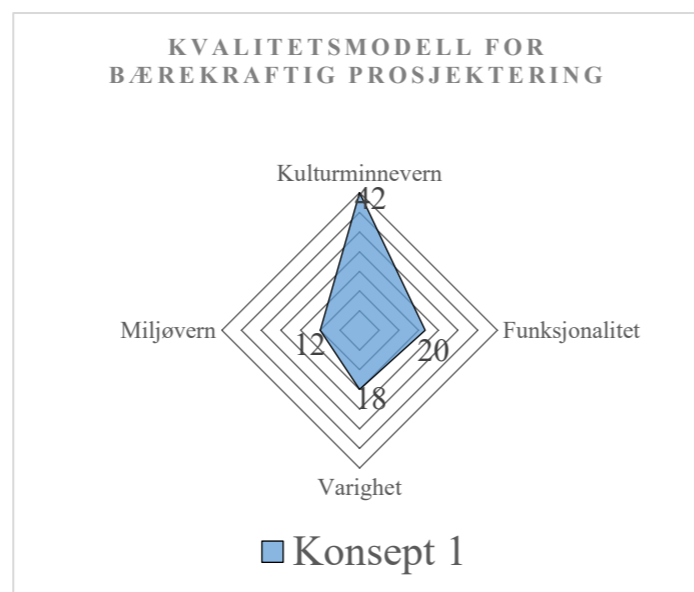 KVALITETSMODELL FOR
BÆREKRAFTIG PROSJEKTERING
Kulturminnevern
42
Miljøvern
Funksjonalitet
12
20
18
Varighet
Konsept 1